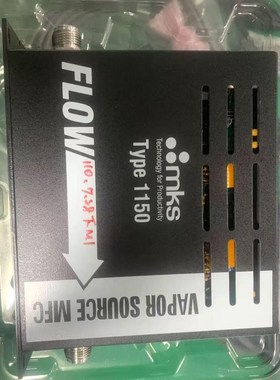 FLOW
mks
Technology for Productivity
Type 1150
VAPOR SOURCE MFC